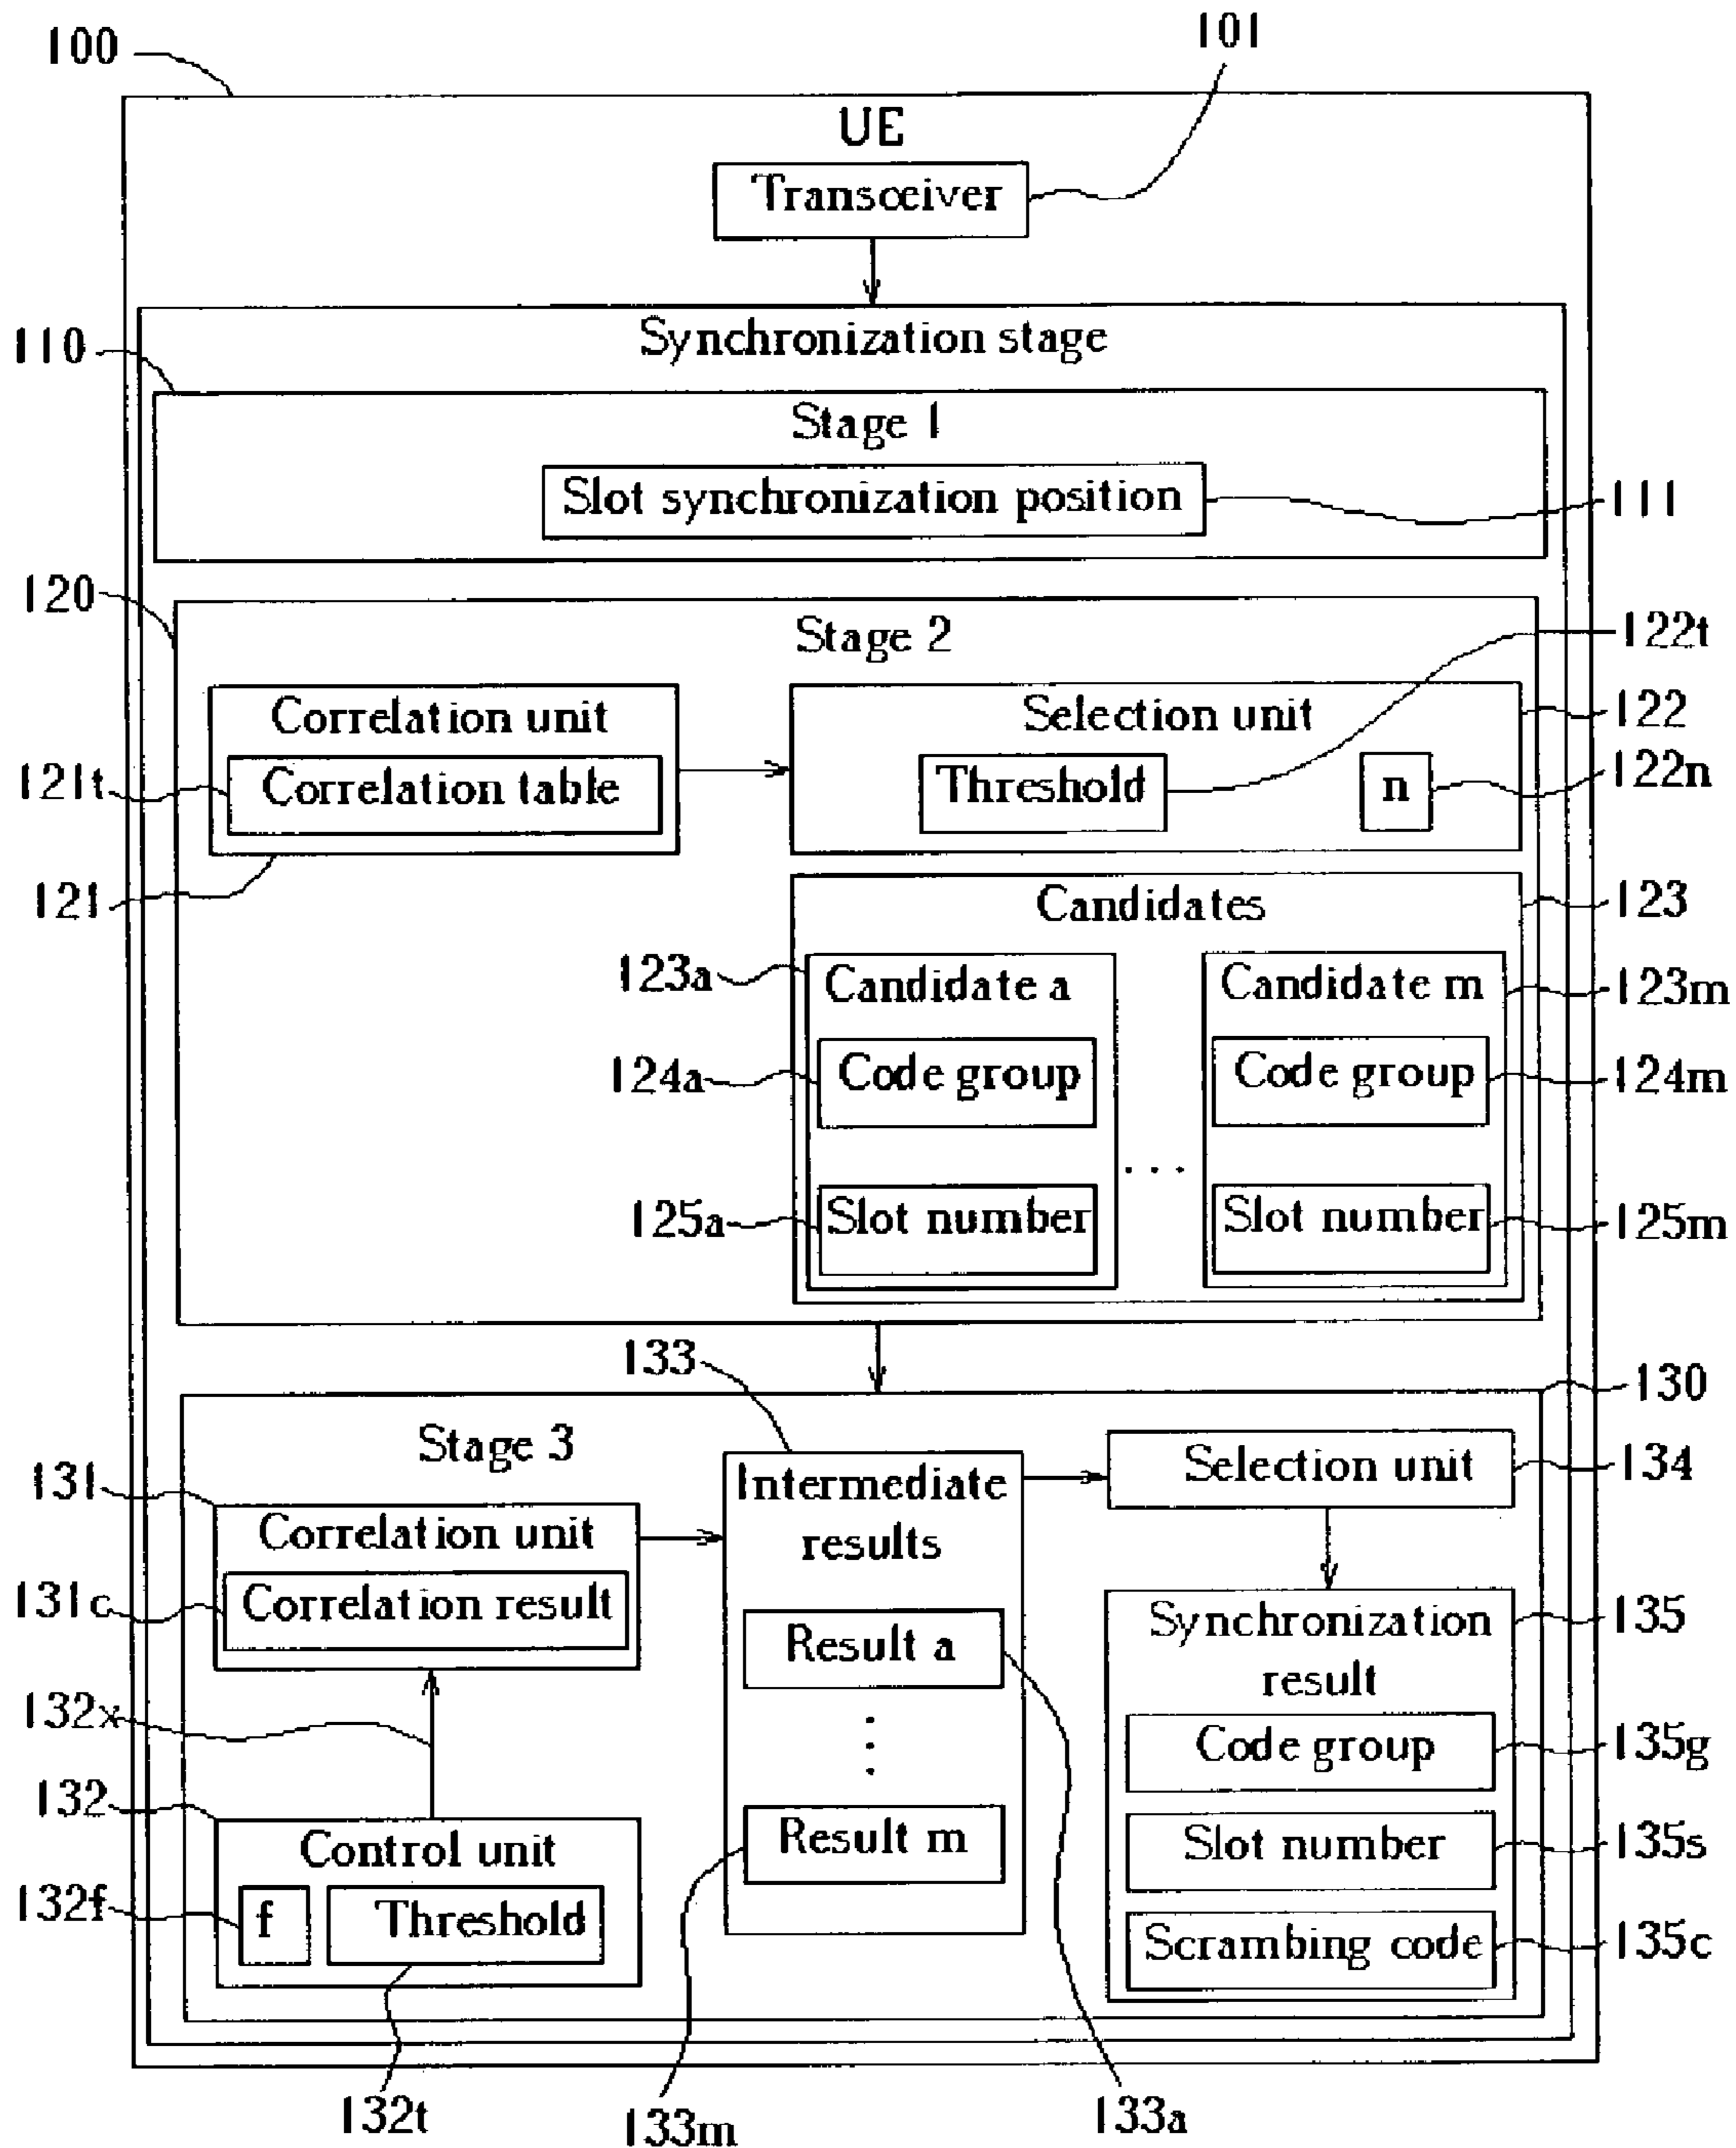 100
101
UE
Transceiver
Synchronization stage
110
Stage 1
Slot synchronization position
111
120
Stage 2
122t
Correlation unit
Selection unit
122
121t
Correlation table
Threshold
n
122n
121
Candidates
123
123a
Candidate a
Candidate m
123m
124a
Code group
Code group
124m
. . .
125a
Slot number
Slot number
125m
133
130
Stage 3
131
Intermediate
results
Selection unit
134
Correlation unit
131c
Correlation result
Synchronization
result
135
Result a
132x
Code group
135g
132
Result m
Control unit
Slot number
135s
132f
f
Threshold
Scrambing code
135c
132t
133m
133a